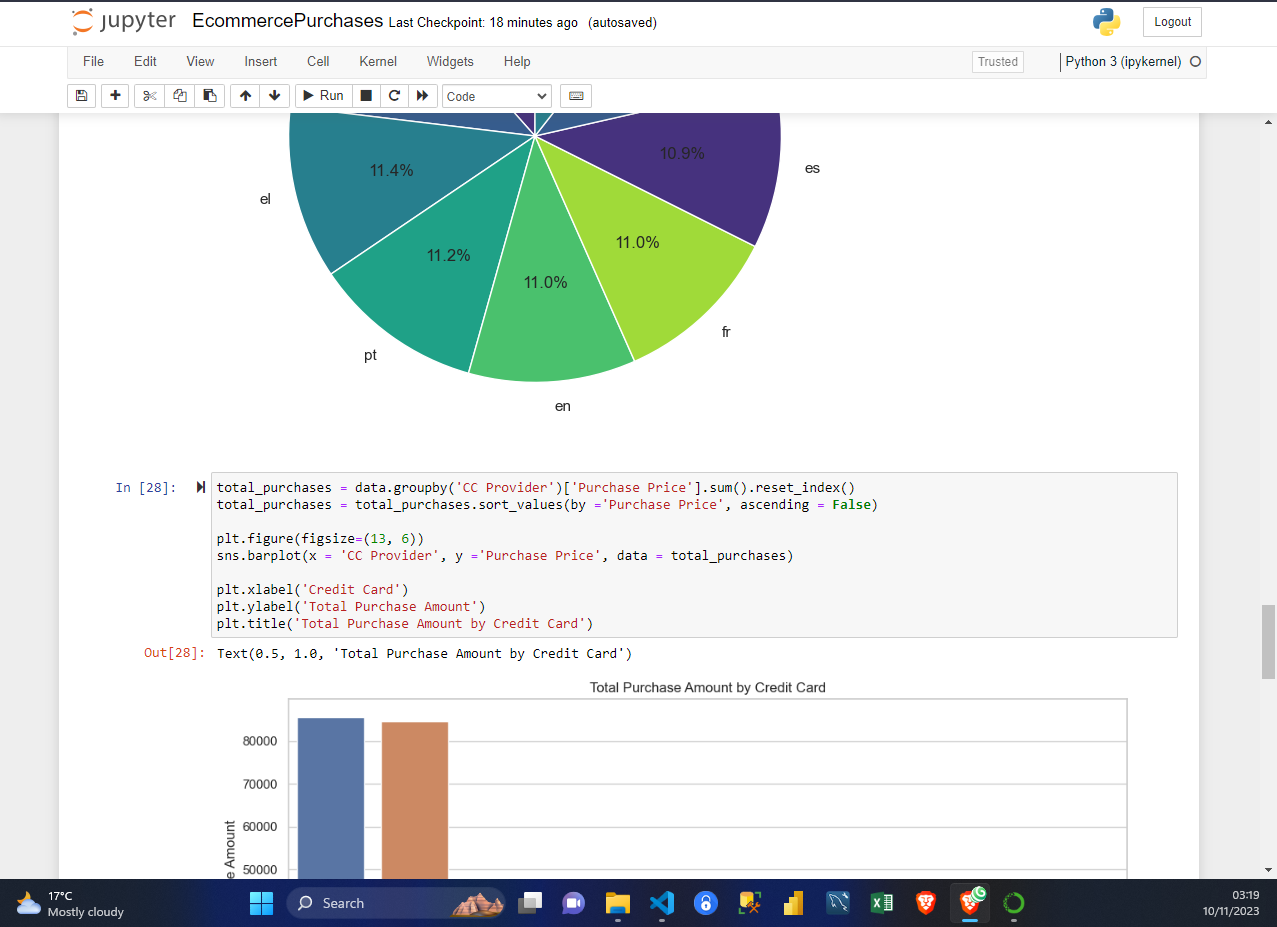 jupyter EcommercePurchases Last Checkpoint: 18 minutes ago (autosaved)
Logout
File Edit View Insert Cell Kernel Widgets Help
Trusted
Python 3 (ipykernel)
Run
Code
11.4%
10.9%
es
el
11.0%
11.2%
11.0%
fr
pt
en
In [28]:
total_purchases = data.groupby('CC Provider')['Purchase Price'].sum().reset_index()
total_purchases = total_purchases.sort_values(by ='Purchase Price', ascending = False)
plt.figure(figsize=(13, 6))
sns.barplot(x = 'CC Provider', y ='Purchase Price', data = total_purchases)
plt.xlabel('Credit Card')
plt.ylabel('Total Purchase Amount')
plt.title('Total Purchase Amount by Credit Card')
Out[28]: Text(0.5, 1.0, 'Total Purchase Amount by Credit Card')
Total Purchase Amount by Credit Card
80000
70000
60000
50000
e Amount
17°C
Mostly cloudy
Search
03:19
10/11/2023